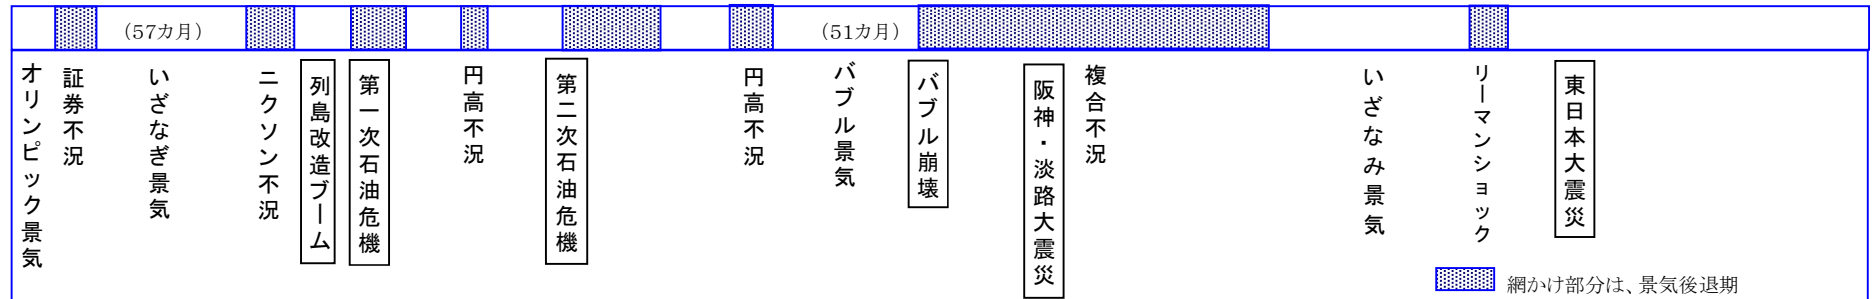 （57カ月）
（51カ月）
オリンピック景気
証券不況
いざなぎ景気
ニクソン不況
列島改造ブーム
第一次石油危機
円高不況
第二次石油危機
円高不況
バブル景気
バブル崩壊
阪神・淡路大震災
複合不況
いざなみ景気
リーマンショック
東日本大震災
網かけ部分は、景気後退期